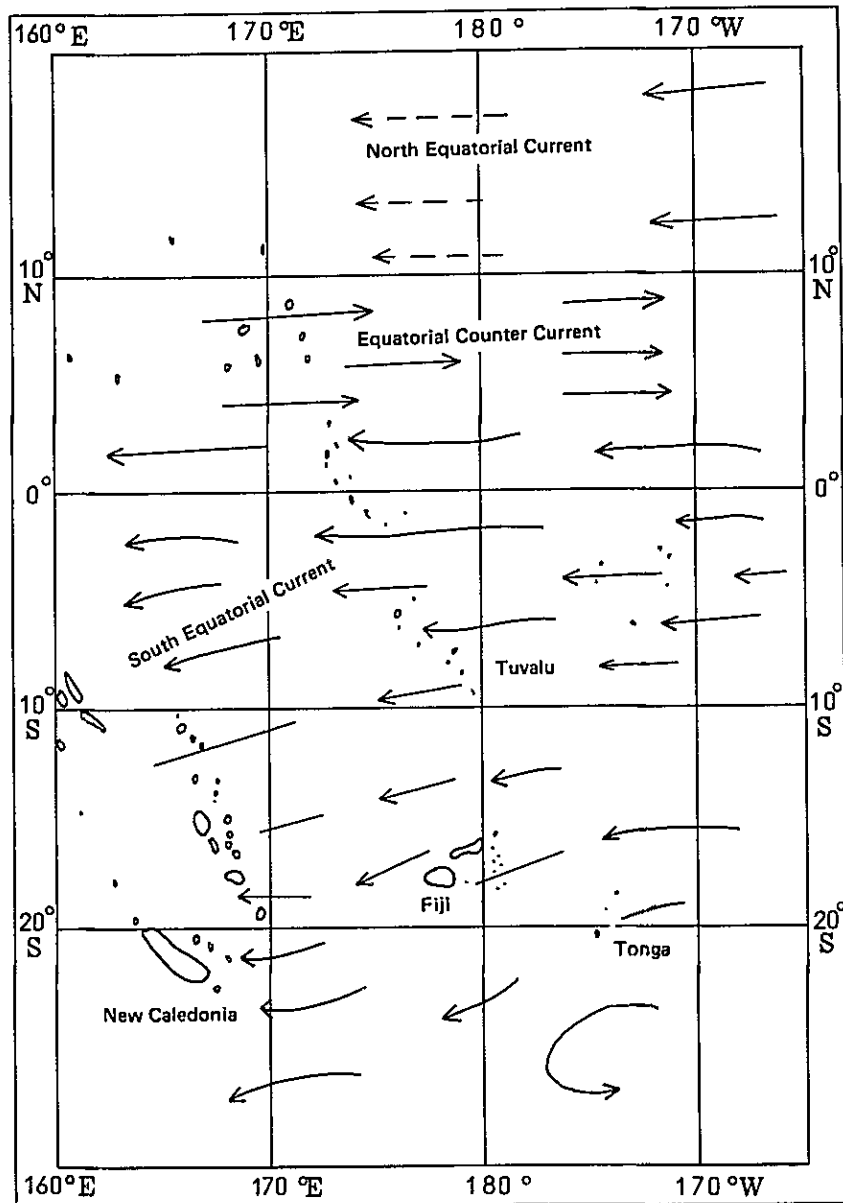 160°E 170°E 180° 170°W
North Equatorial Current
10° N 10° N
Equatorial Counter Current
0° 0°
South Equatorial Current
Tuvalu
10° S 10° S
Fiji
20° S 20° S
Tonga
New Caledonia
160°E 170°E 180° 170°W